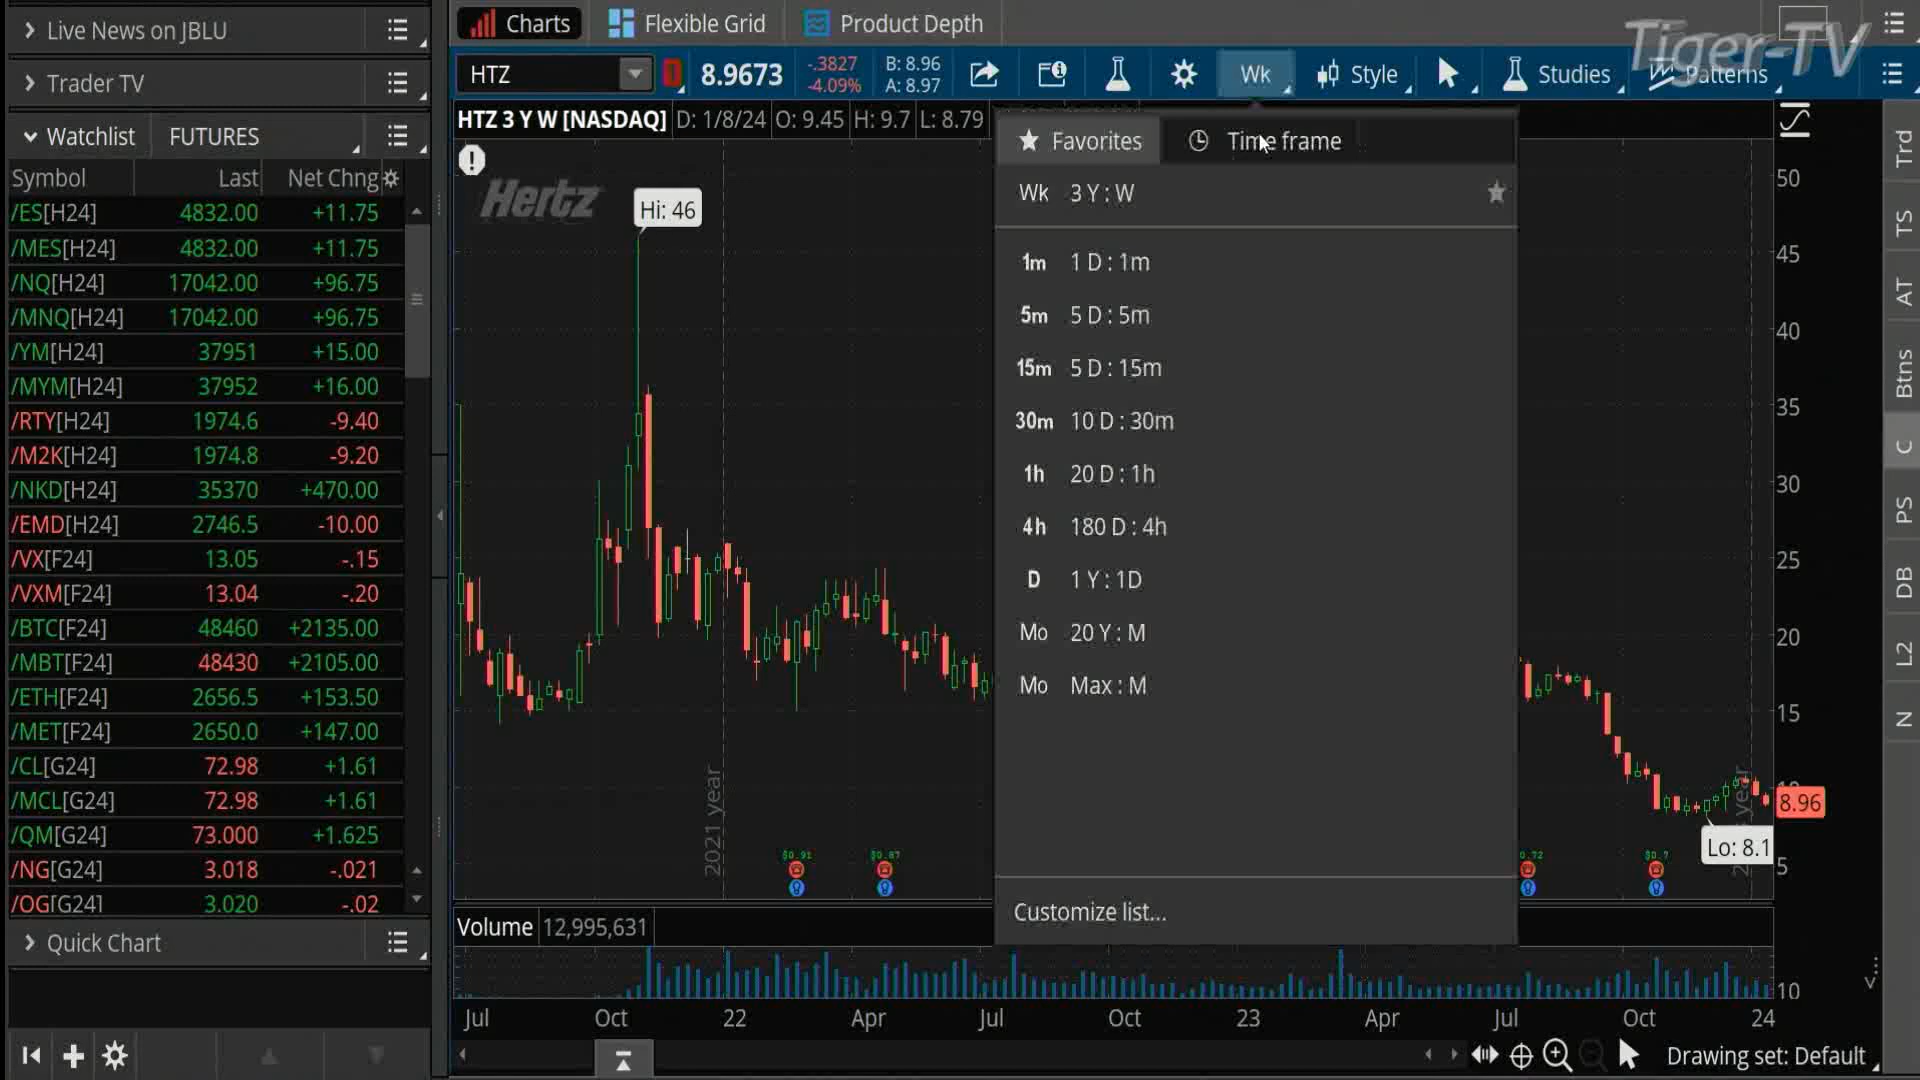 Live News on JBLU
Trader TV
Watchlist FUTURES
Symbol Last Net Chng
/ES[H24] 4832.00 +11.75
/MES[H24] 4832.00 +11.75
/NQ[H24] 17042.00 +96.75
/MNQ[H24] 17042.00 +96.75
/YM[H24] 37951 +15.00
/MYM[H24] 37952 +16.00
/RTY[H24] 1974.6 -9.40
/M2K[H24] 1974.8 -9.20
/NKD[H24] 35370 +470.00
/EMD[H24] 2746.5 -10.00
/VX[F24] 13.05 -.15
/VXM[F24] 13.04 -.20
/BTC[F24] 48460 +2135.00
/MBT[F24] 48430 +2105.00
/ETH[F24] 2656.5 +153.50
/MET[F24] 2650.0 +147.00
/CL[G24] 72.98 +1.61
/MCL[G24] 72.98 +1.61
/QM[G24] 73.000 +1.625
/NG[G24] 3.018 -.021
/QG[G24] 3.020 -.02
Quick Chart
Charts Flexible Grid Product Depth
Tiger-TV
HTZ 8.9673 -.3827 -4.09% B: 8.96 A: 8.97 Wk Style Studies Patterns
HTZ 3 Y W [NASDAQ] D: 1/8/24 O: 9.45 H: 9.7 L: 8.79
Hertz
Hi: 46
Favorites Time frame
Wk 3 Y : W
1m 1 D : 1m
5m 5 D : 5m
15m 5 D : 15m
30m 10 D : 30m
1h 20 D : 1h
4h 180 D : 4h
D 1 Y : 1D
Mo 20 Y : M
Mo Max : M
Customize list...
50
45
40
35
30
25
20
15
8.96
5
Lo: 8.1
2021 year
$0.91 $0.87 0.72 $0.7
Volume 12,995,631
10
Jul Oct 22 Apr Jul Oct 23 Apr Jul Oct 24
Drawing set: Default
Trd
TS
AT
Btns
C
PS
DB
L2
N